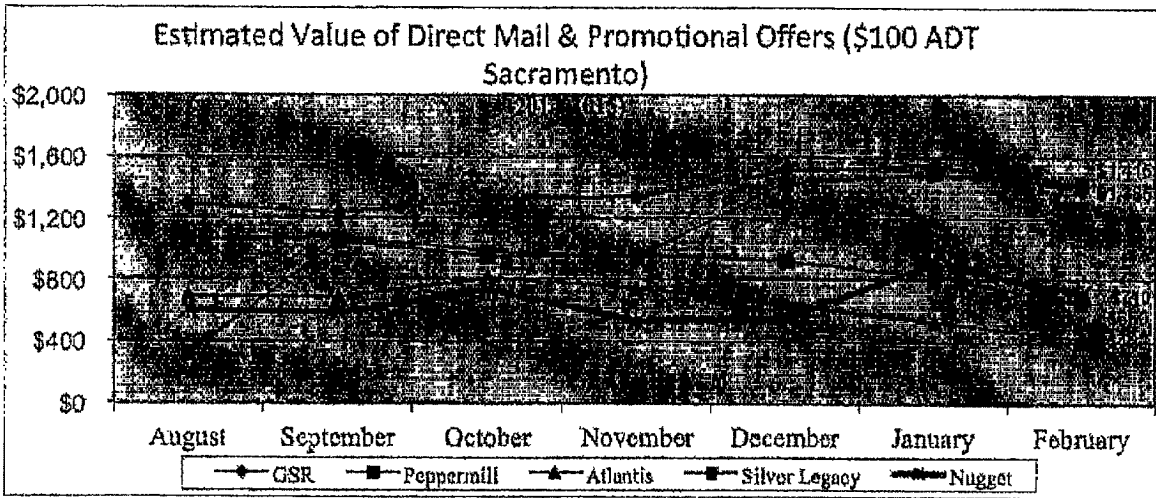 Estimated Value of Direct Mail & Promotional Offers ($100 ADT
Sacramento)
$2,000
$1,600
$1,200
$800
$400
$0
August September October November December January February
GSR Peppermill Atlantis Silver Legacy Nugget